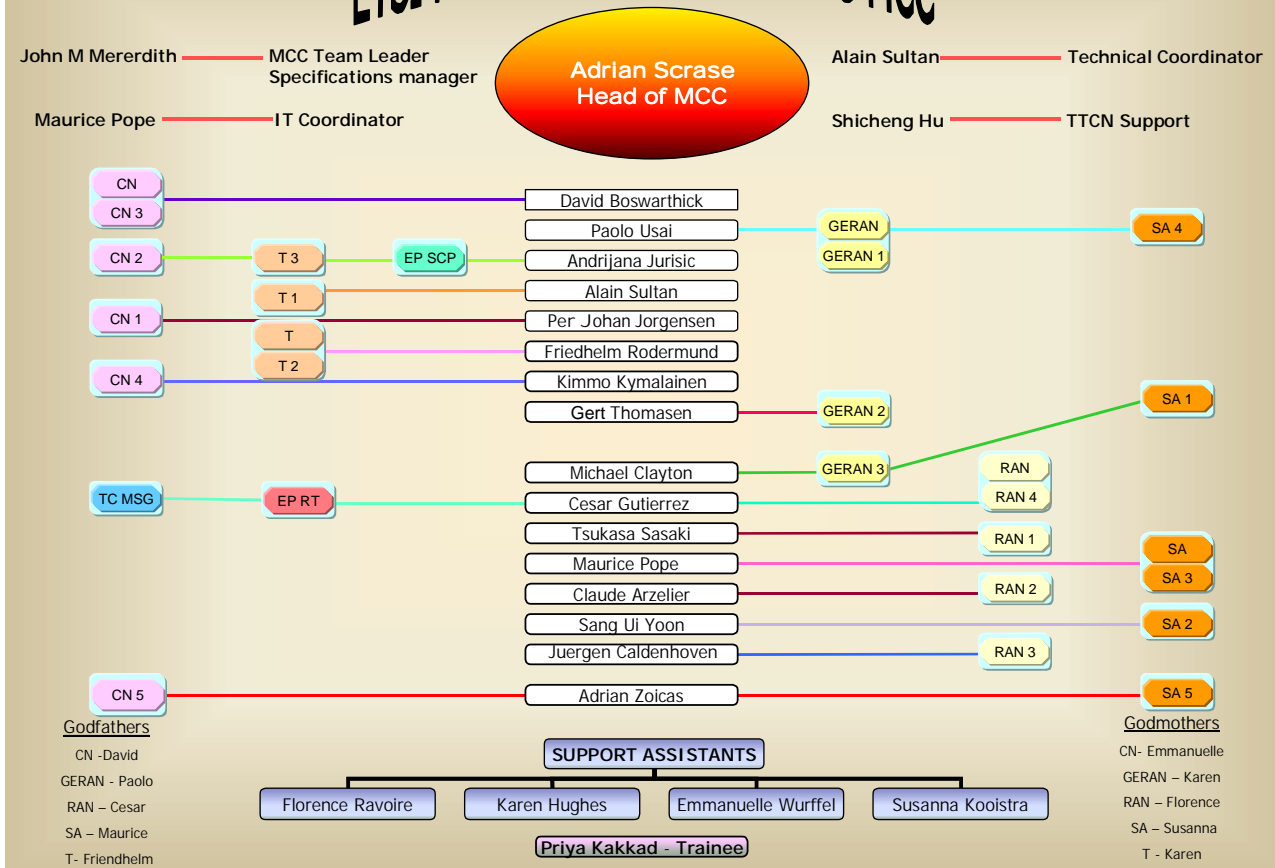 John M Mererdith
MCC Team Leader
Specifications manager
Adrian Scrase
Head of MCC
Alain Sultan
Technical Coordinator
Maurice Pope
IT Coordinator
Shicheng Hu
TTCN Support
CN
CN 3
David Boswarthick
Paolo Usai
GERAN
GERAN 1
SA 4
CN 2
T 3
EP SCP
Andrijana Jurisic
T 1
Alain Sultan
CN 1
Per Johan Jorgensen
T
T 2
Friedhelm Rodermund
CN 4
Kimmo Kymalainen
Gert Thomasen
GERAN 2
SA 1
Michael Clayton
GERAN 3
RAN
RAN 4
TC MSG
EP RT
Cesar Gutierrez
Tsukasa Sasaki
RAN 1
Maurice Pope
SA
SA 3
Claude Arzelier
RAN 2
Sang Ui Yoon
SA 2
Juergen Caldenhoven
RAN 3
CN 5
Adrian Zoicas
SA 5
Godfathers
CN -David
GERAN - Paolo
RAN – Cesar
SA – Maurice
T- Friendhelm
SUPPORT ASSISTANTS
Florence Ravoire
Karen Hughes
Emmanuelle Wurffel
Susanna Kooistra
Priya Kakkad - Trainee
Godmothers
CN- Emmanuelle
GERAN – Karen
RAN – Florence
SA – Susanna
T - Karen